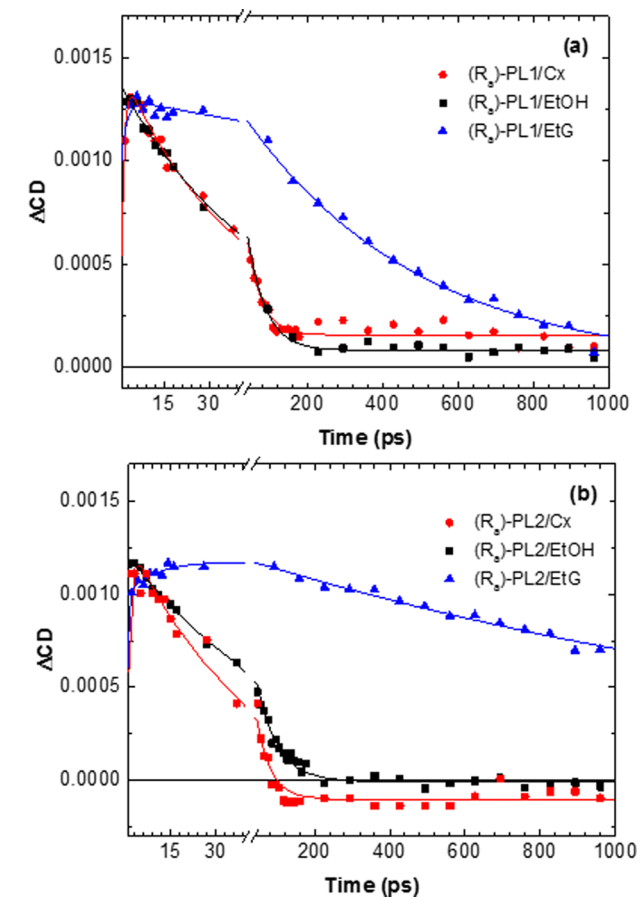 (a)
(Ra)-PL1/Cx
(Ra)-PL1/EtOH
(Ra)-PL1/EtG
ΔCD
0.0015
0.0010
0.0005
0.0000
15 30 200 400 600 800 1000
Time (ps)
(b)
(Ra)-PL2/Cx
(Ra)-PL2/EtOH
(Ra)-PL2/EtG
ΔCD
0.0015
0.0010
0.0005
0.0000
15 30 200 400 600 800 1000
Time (ps)